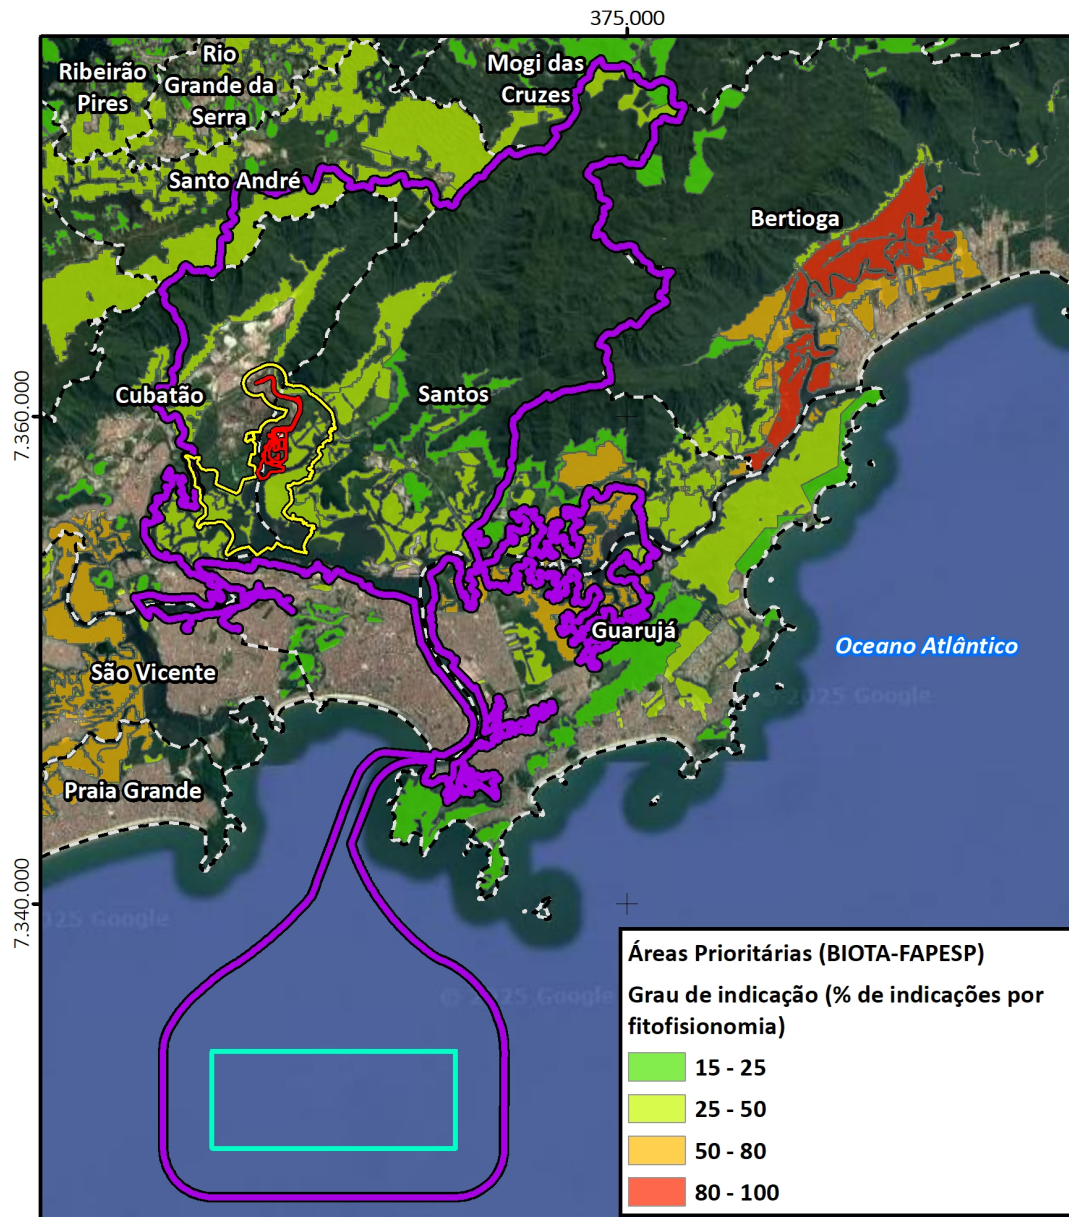 375.000
Ribeirão
Pires
Rio
Grande da
Serra
Mogi das
Cruzes
Santo André
Bertioga
Cubatão
Santos
7.360.000
Guarujá
Oceano Atlântico
São Vicente
2025 Google
Praia Grande
7.340.000
025 Google
© 2025 Google
Áreas Prioritárias (BIOTA-FAPESP)
Grau de indicação (% de indicações por
fitofisionomia)
15 - 25
25 - 50
50 - 80
80 - 100